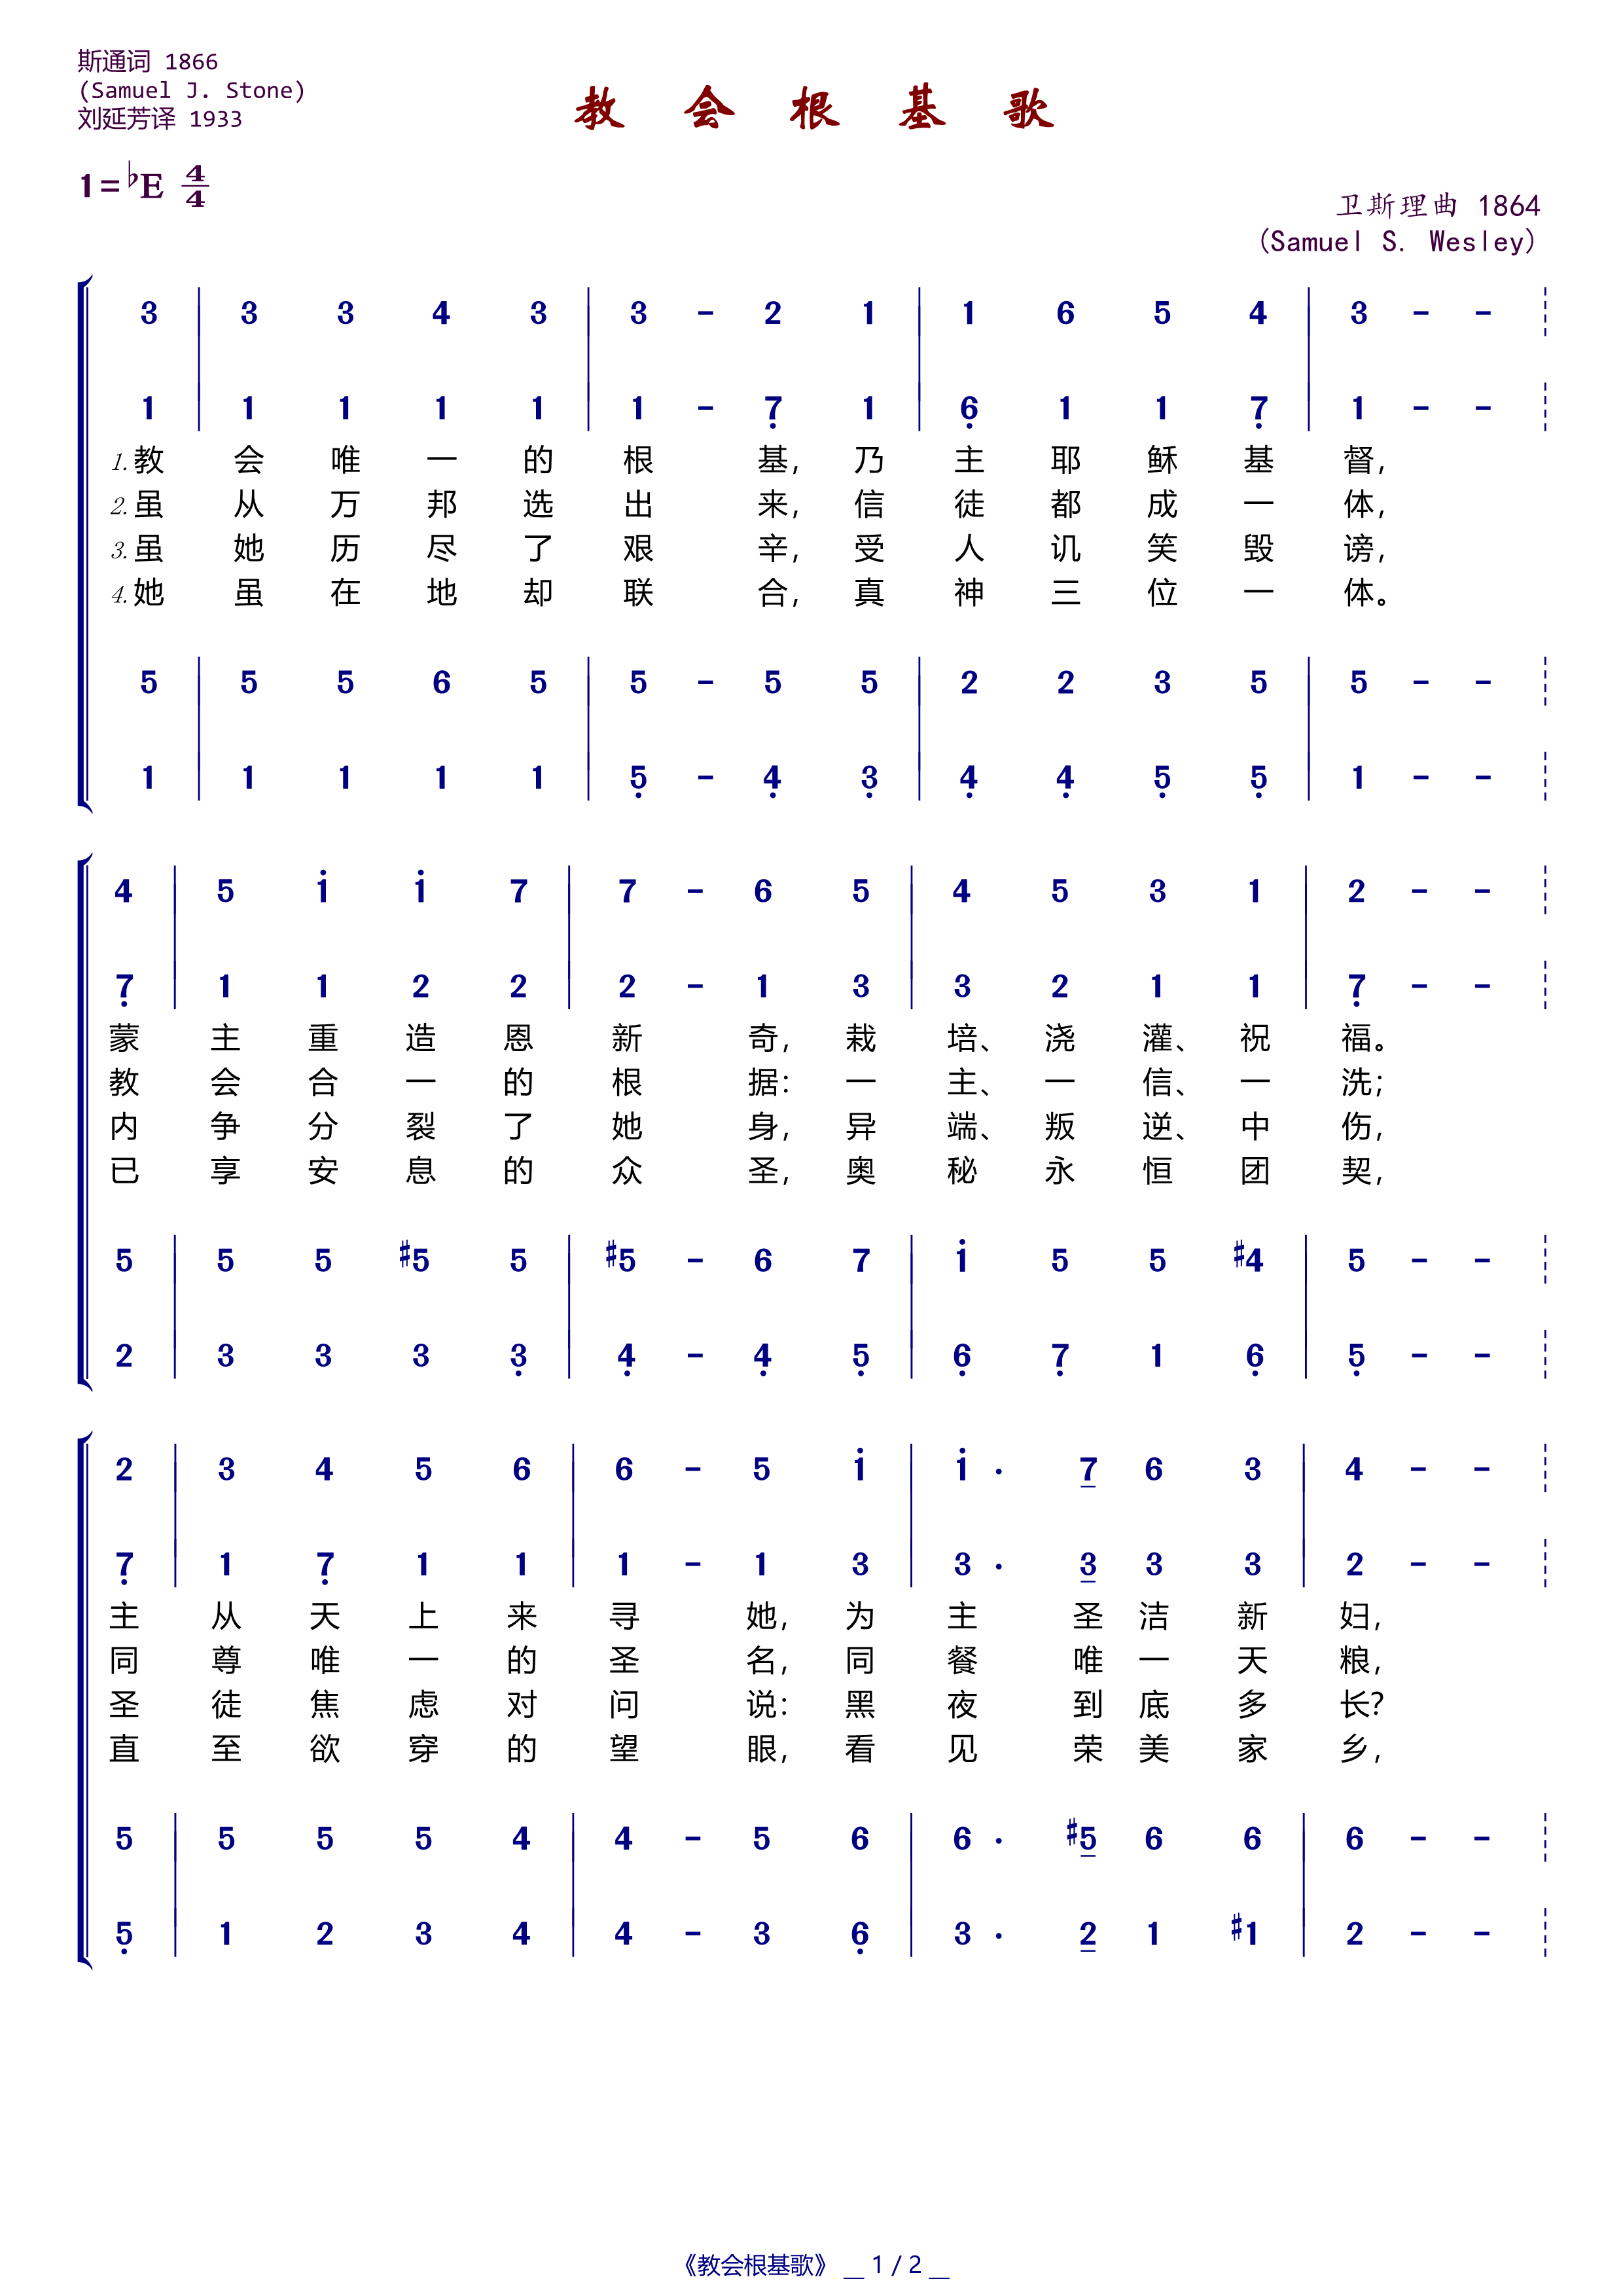 斯通词 1866
(Samuel J. Stone)
刘延芳译 1933
教 会 根 基 歌
1=♭E 4/4
卫斯理曲 1864
(Samuel S. Wesley)
3 | 3 3 4 3 | 3 - 2 1 | 1 6 5 4 | 3 - - ¦
1 | 1 1 1 1 | 1 - 7̣ 1 | 6̣ 1 1 7̣ | 1 - - ¦
1.教 会 唯 一 的 根 基, 乃 主 耶 稣 基 督,
2.虽 从 万 邦 选 出 来, 信 徒 都 成 一 体,
3.虽 她 历 尽 了 艰 辛, 受 人 讥 笑 毁 谤,
4.她 虽 在 地 却 联 合, 真 神 三 位 一 体。
5 | 5 5 6 5 | 5 - 5 5 | 2 2 3 5 | 5 - - ¦
1 | 1 1 1 1 | 5̣ - 4̣ 3̣ | 4̣ 4̣ 5̣ 5̣ | 1 - - ¦
4 | 5 1̇ 1̇ 7 | 7 - 6 5 | 4 5 3 1 | 2 - - ¦
7̣ | 1 1 2 2 | 2 - 1 3 | 3 2 1 1 | 7̣ - - ¦
蒙 主 重 造 恩 新 奇, 栽 培、 浇 灌、 祝 福。
教 会 合 一 的 根 据: 一 主、 一 信、 一 洗;
内 争 分 裂 了 她 身, 异 端、 叛 逆、 中 伤,
已 享 安 息 的 众 圣, 奥 秘 永 恒 团 契,
5 | 5 5 #5 5 | #5 - 6 7 | 1̇ 5 5 #4 | 5 - - ¦
2 | 3 3 3 3̣ | 4̣ - 4̣ 5̣ | 6̣ 7̣ 1 6̣ | 5̣ - - ¦
2 | 3 4 5 6 | 6 - 5 1̇ | 1̇ · 7̲ 6 3 | 4 - - ¦
7̣ | 1 7̣ 1 1 | 1 - 1 3 | 3 · 3̲ 3 3 | 2 - - ¦
主 从 天 上 来 寻 她, 为 主 圣 洁 新 妇,
同 尊 唯 一 的 圣 名, 同 餐 唯 一 天 粮,
圣 徒 焦 虑 对 问 说: 黑 夜 到 底 多 长?
直 至 欲 穿 的 望 眼, 看 见 荣 美 家 乡,
5 | 5 5 5 4 | 4 - 5 6 | 6 · #5̲ 6 6 | 6 - - ¦
5̣ | 1 2 3 4 | 4 - 3 6̣ | 3 · 2̲ 1 #1 | 2 - - ¦
《教会根基歌》 __ 1 / 2 __